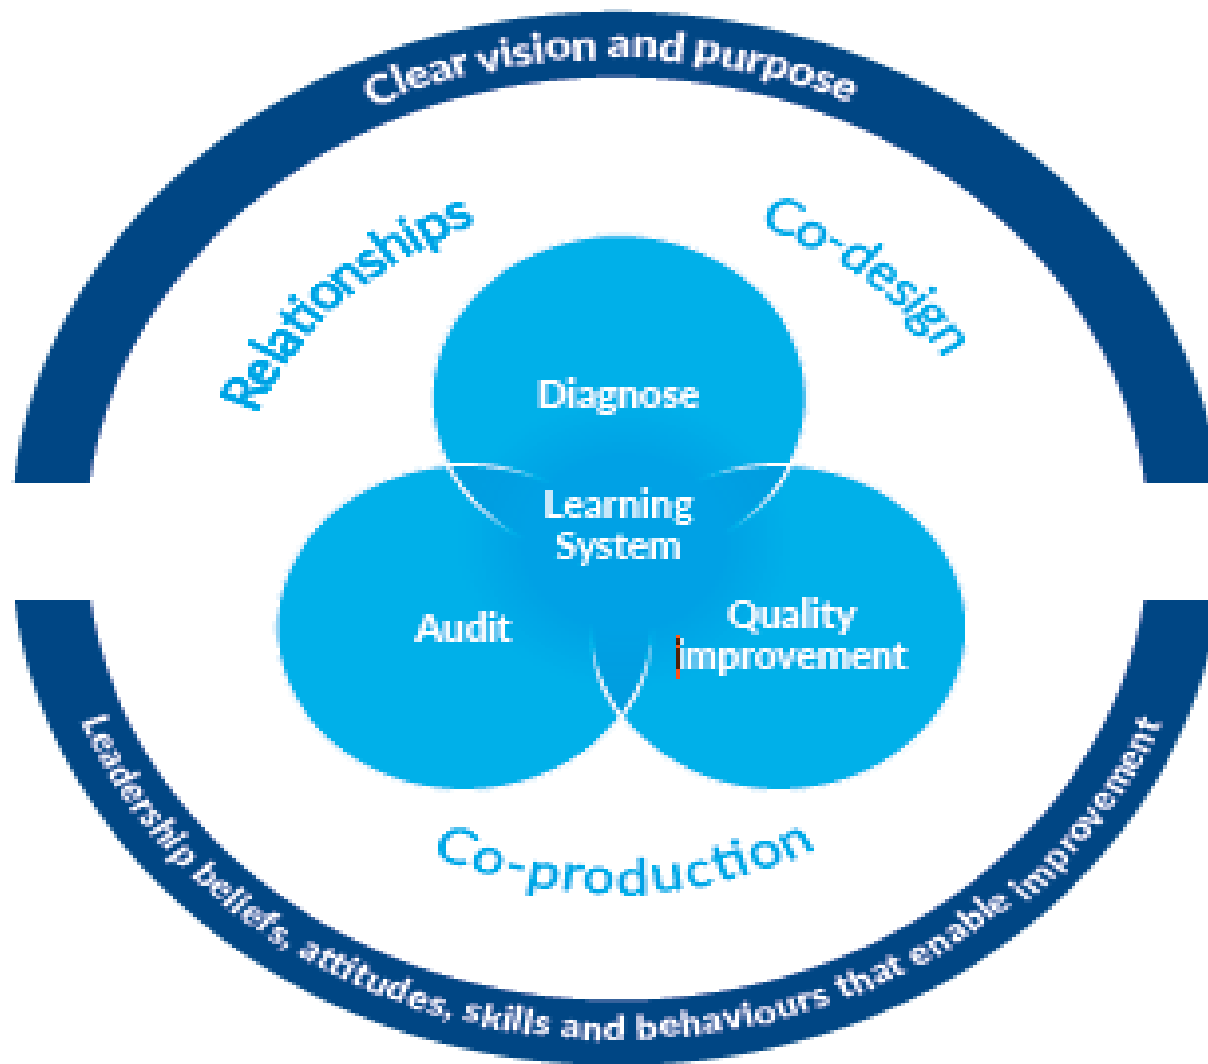 Clear vision and purpose
Relationships
Co-design
Diagnose
Learning
System
Audit
Quality
improvement
Co-production
Leadership beliefs, attitudes, skills and behaviours that enable improvement